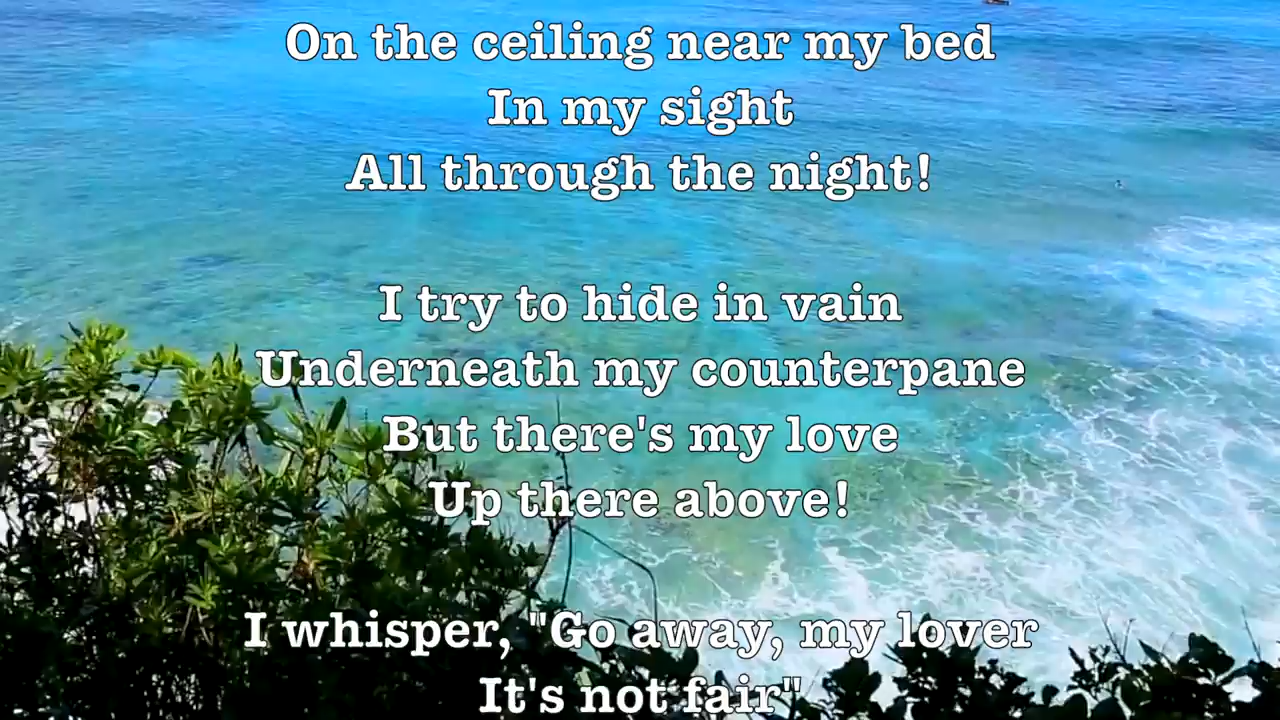 On the ceiling near my bed
In my sight
All through the night!
I try to hide in vain
Underneath my counterpane
But there's my love
Up there above!
I whisper, "Go away, my lover
It's not fair"